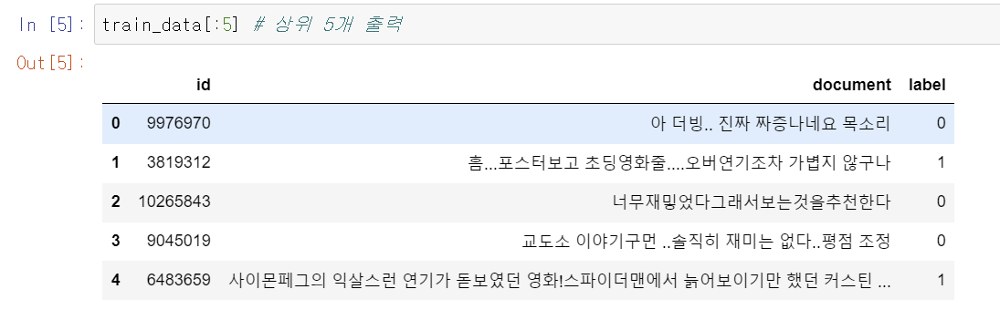 In [5]: train_data[:5] # 상위 5개 출력
Out[5]:
id document label
0 9976970 아 더빙.. 진짜 짜증나네요 목소리 0
1 3819312 흠...포스터보고 초딩영화줄....오버연기조차 가볍지 않구나 1
2 10265843 너무재밓었다그래서보는것을추천한다 0
3 9045019 교도소 이야기구먼 ..솔직히 재미는 없다..평점 조정 0
4 6483659 사이몬페그의 익살스런 연기가 돋보였던 영화!스파이더맨에서 늙어보이기만 했던 커스틴 ... 1